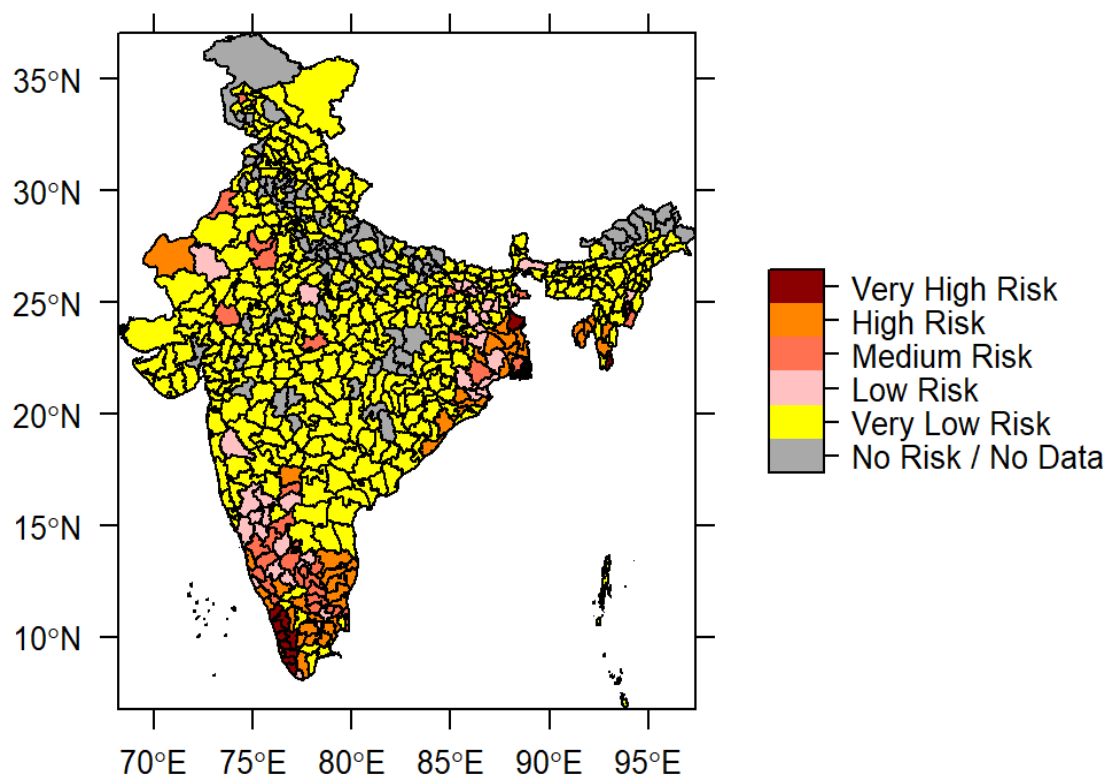 35°N
30°N
25°N
20°N
15°N
10°N
70°E 75°E 80°E 85°E 90°E 95°E
Very High Risk
High Risk
Medium Risk
Low Risk
Very Low Risk
No Risk / No Data